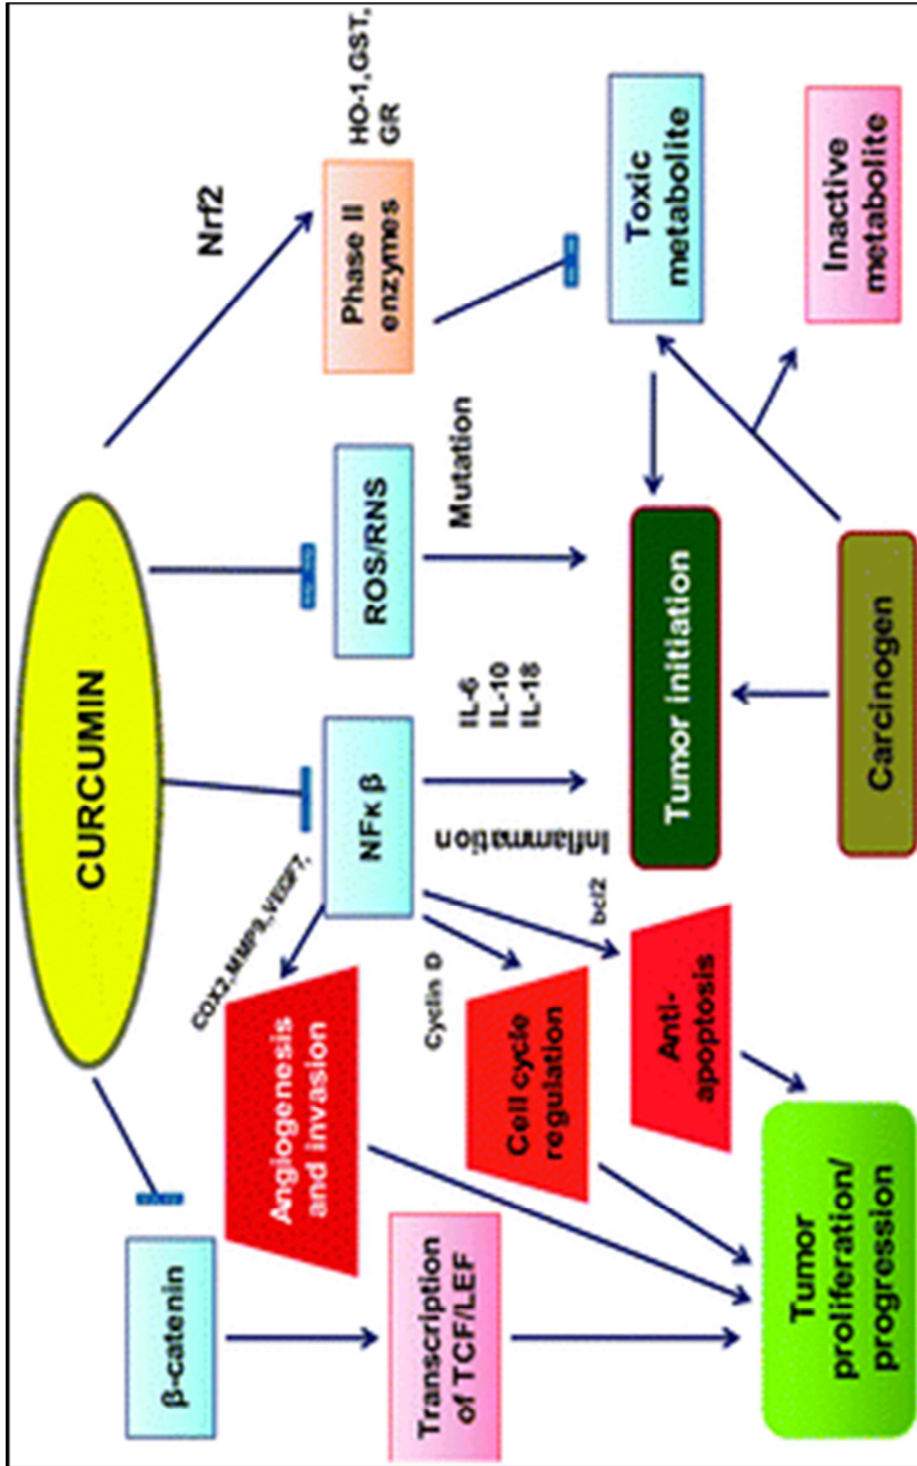 CURCUMIN
Nrf2
HO-1,GST,
GR
Phase II
enzymes
ROS/RNS
Mutation
NFκ β
IL-6
IL-10
IL-18
Inflammation
COX2,MMP9,,VEGF7,
Angiogenesis
and invasion
Cyclin D
Cell cycle
regulation
bcl2
Anti-
apoptosis
β-catenin
Transcription
of TCF/LEF
Tumor
proliferation/
progression
Tumor initiation
Carcinogen
Toxic
metabolite
Inactive
metabolite